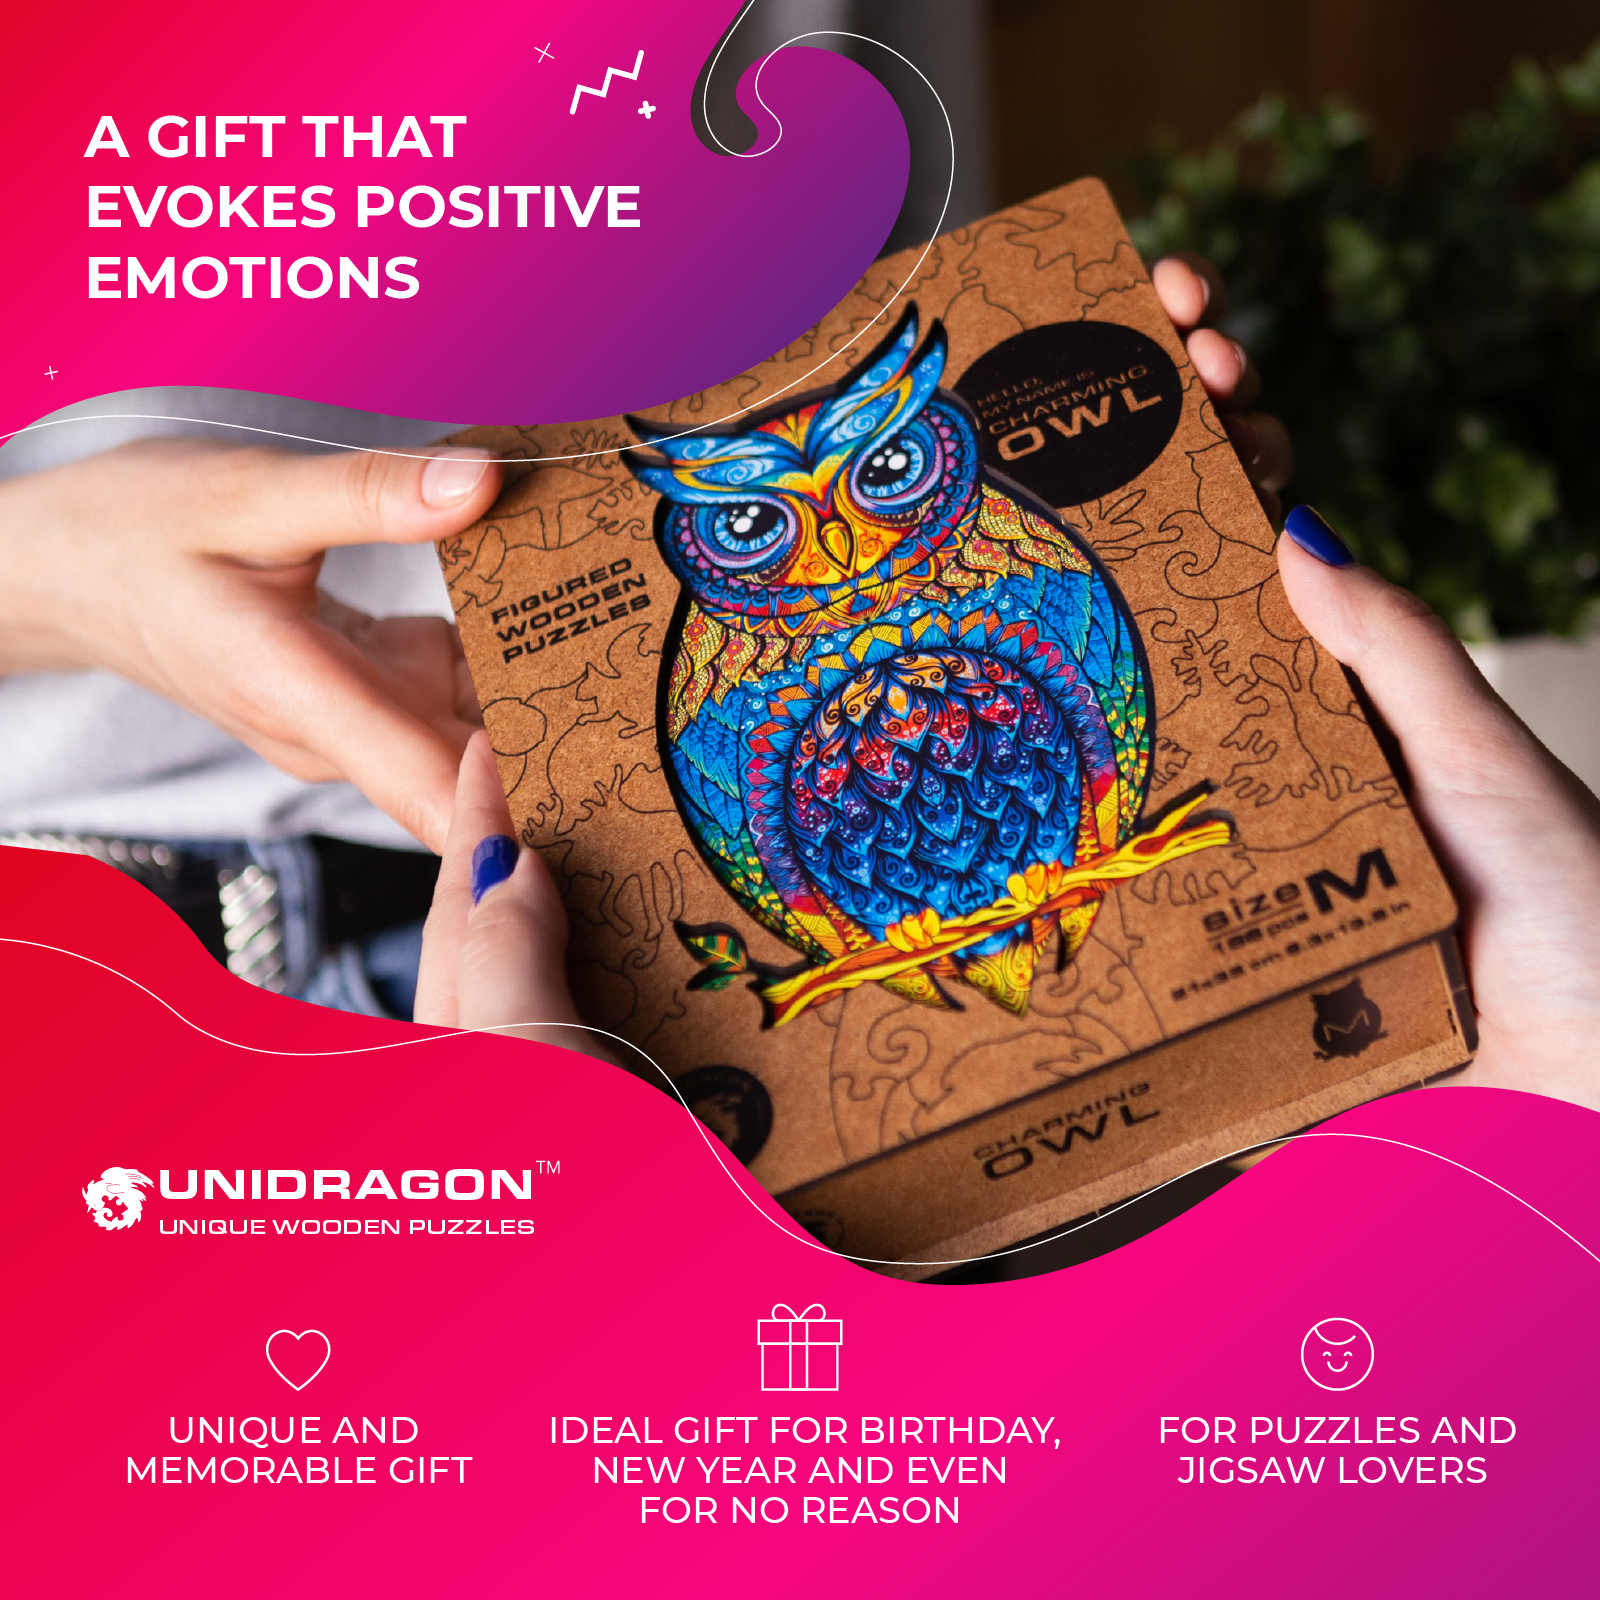 A GIFT THAT
EVOKES POSITIVE
EMOTIONS
HELLO,
MY NAME IS
CHARMING
OWL
FIGURED
WOODEN
PUZZLES
size M
pcs
CHARMING
OWL
M
UNIDRAGON™
UNIQUE WOODEN PUZZLES
UNIQUE AND
MEMORABLE GIFT
IDEAL GIFT FOR BIRTHDAY,
NEW YEAR AND EVEN
FOR NO REASON
FOR PUZZLES AND
JIGSAW LOVERS